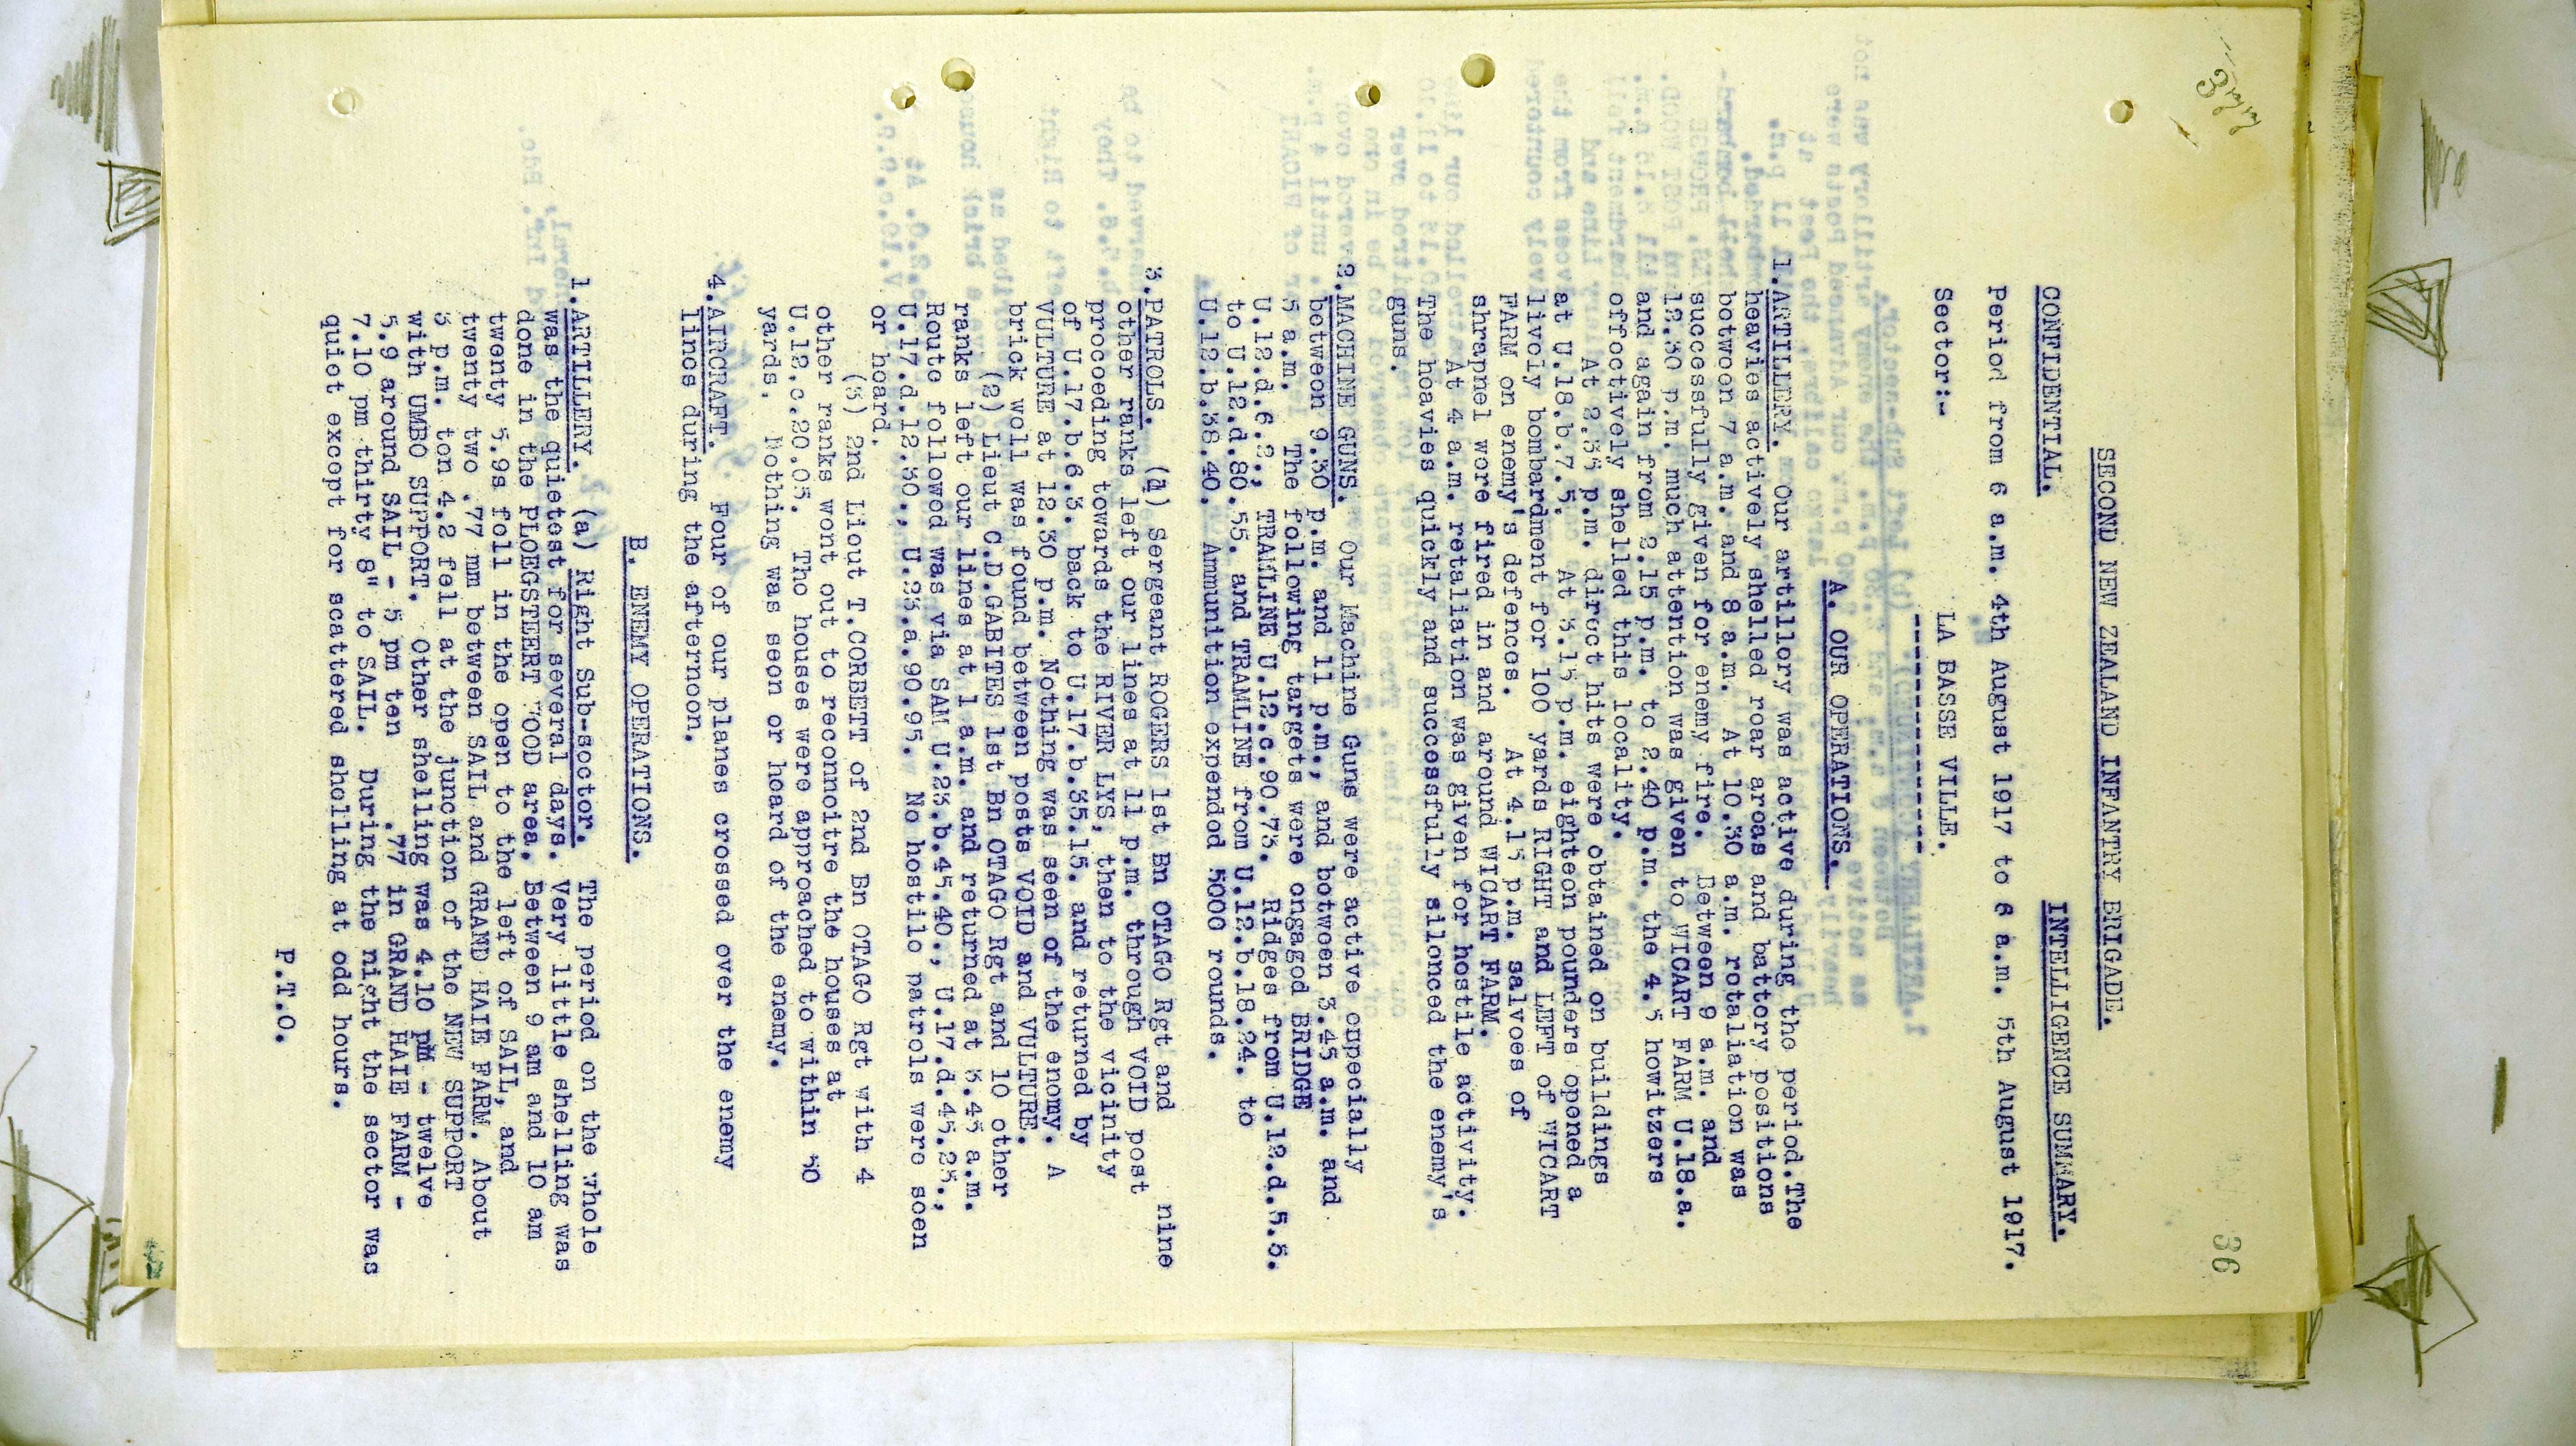 36
SECOND NEW ZEALAND INFANTRY BRIGADE.
CONFIDENTIAL. INTELLIGENCE SUMMARY.
Period from 6 a.m. 4th August 1917 to 6 a.m. 5th August 1917.
Sector:- LA BASSE VILLE.
--------------------
A. OUR OPERATIONS.
1.ARTILLERY. Our artillery was active during the period.The
heavies actively shelled rear areas and battery positions
between 7 a.m. and 8 a.m. At 10.30 a.m. retaliation was
successfully given for enemy fire. Between 9 a.m. and
12.30 p.m. much attention was given to WICART FARM U.18.a.
and again from 2.15 p.m. to 2.40 p.m. the 4.5 howitzers
effectively shelled this locality.
At 2.35 p.m. direct hits were obtained on buildings
at U.18.b.7.5. At 3.15 p.m. eighteen pounders opened a
lively bombardment for 100 yards RIGHT and LEFT of WICART
FARM on enemy's defences. At 4.15 p.m. salvoes of
shrapnel were fired in and around WICART FARM.
At 4 a.m. retaliation was given for hostile activity.
The heavies quickly and successfully silenced the enemy's
guns.
2.MACHINE GUNS. Our Machine Guns were active especially
between 9.30 p.m. and 11 p.m., and between 3.45 a.m. and
5 a.m. The following targets were engaged BRIDGE
U.12.d.6.2., TRAMLINE U.12.c.90.75. Ridges from U.12.d.5.5.
to U.12.d.80.55. and TRAMLINE from U.12.b.18.24. to
U.12.b.38.40. Ammunition expended 5000 rounds.
3.PATROLS. (1) Sergeant ROGERS 1st Bn OTAGO Rgt and nine
other ranks left our lines at 11 p.m. through VOID post
proceeding towards the RIVER LYS, then to the vicinity
of U.17.b.6.3. back to U.17.b.35.15. and returned by
VULTURE at 12.30 p.m. Nothing was seen of the enemy. A
brick well was found between posts VOID and VULTURE.
(2) Lieut C.D.GABITES 1st Bn OTAGO Rgt and 10 other
ranks left our lines at 1 a.m. and returned at 3.45 a.m.
Route followed was via SAM U.23.b.45.40., U.17.d.45.25.,
U.17.d.12.30., U.23.a.90.95. No hostile patrols were seen
or heard.
(3) 2nd Lieut T.CORBETT of 2nd Bn OTAGO Rgt with 4
other ranks went out to reconnoitre the houses at
U.12.c.20.05. The houses were approached to within 50
yards. Nothing was seen or heard of the enemy.
4.AIRCRAFT. Four of our planes crossed over the enemy
lines during the afternoon.
B. ENEMY OPERATIONS.
1.ARTILLERY. (a) Right Sub-sector. The period on the whole
was the quietest for several days. Very little shelling was
done in the PLOEGSTEERT WOOD area. Between 9 am and 10 am
twenty 5.9s fell in the open to the left of SAIL, and
twenty two .77 mm between SAIL and GRAND HAIE FARM. About
3 p.m. ten 4.2 fell at the junction of the NEW SUPPORT
with UMBO SUPPORT. Other shelling was 4.10 pm - twelve
5.9 around SAIL - 5 pm ten .77 in GRAND HAIE FARM -
7.10 pm thirty 8" to SAIL. During the night the sector was
quiet except for scattered shelling at odd hours.
P.T.O.